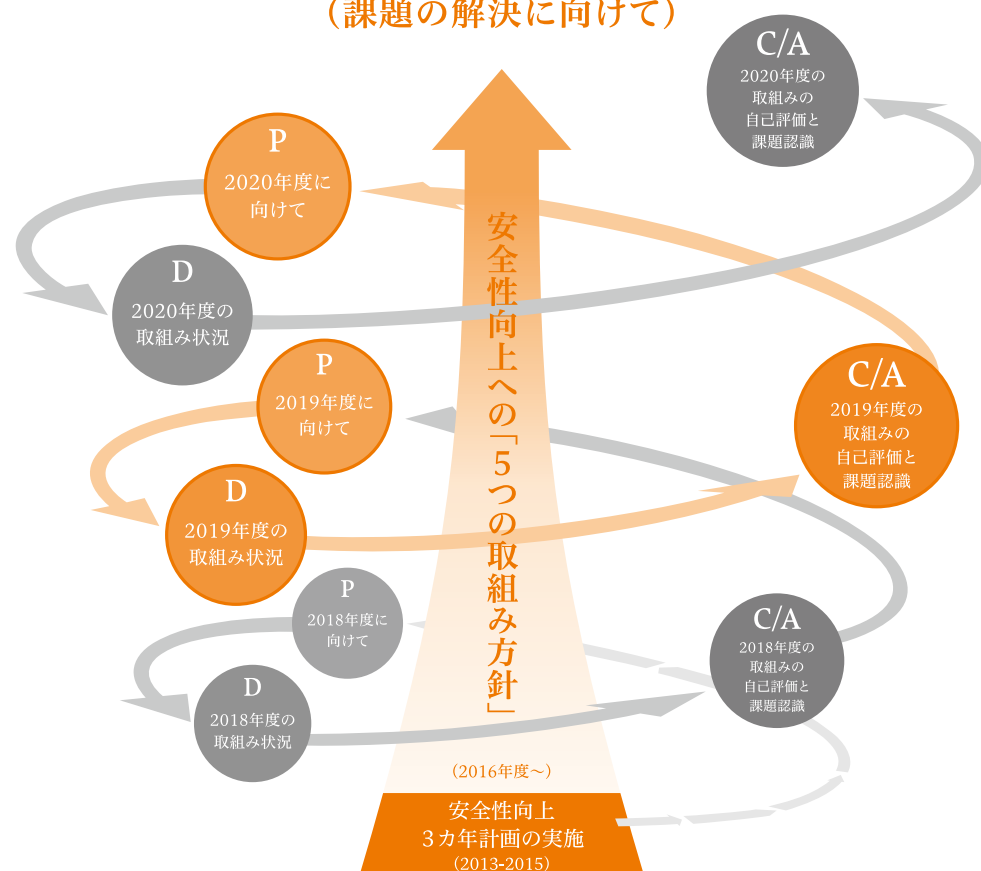 （課題の解決に向けて）
C/A
2020年度の
取組みの
自己評価と
課題認識
P
2020年度に
向けて
D
2020年度の
取組み状況
安全性向上への「５つの取組み方針」
P
2019年度に
向けて
C/A
2019年度の
取組みの
自己評価と
課題認識
D
2019年度の
取組み状況
P
2018年度に
向けて
C/A
2018年度の
取組みの
自己評価と
課題認識
D
2018年度の
取組み状況
（2016年度～）
安全性向上
３カ年計画の実施
(2013-2015)